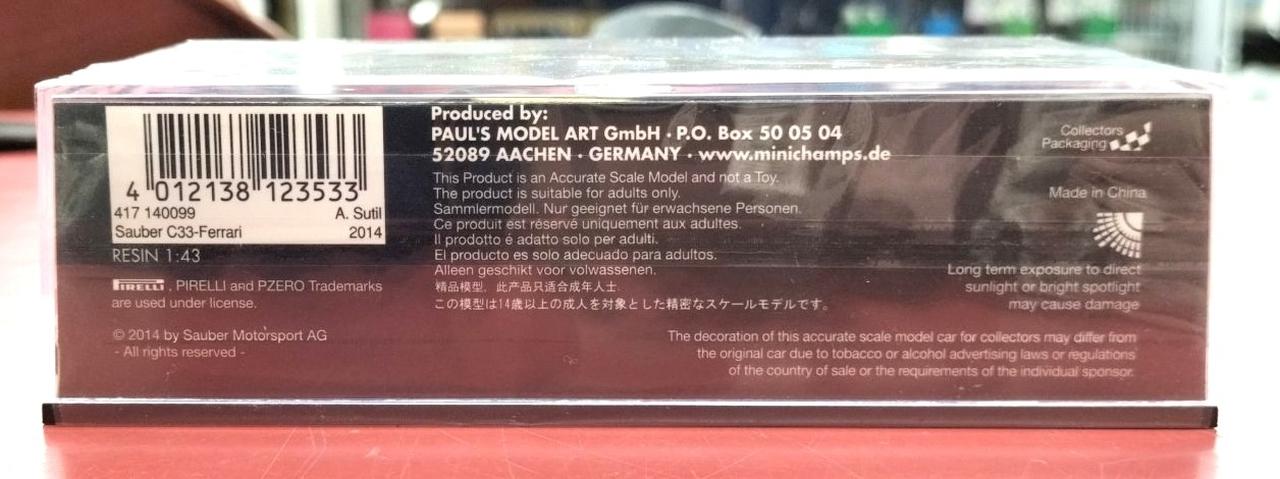 4 012138 123533
417 140099 A. Sutil
Sauber C33-Ferrari 2014
RESIN 1:43
PIRELLI, PIRELLI and PZERO Trademarks
are used under license.
© 2014 by Sauber Motorsport AG
- All rights reserved -
Produced by:
PAUL'S MODEL ART GmbH · P.O. Box 50 05 04
52089 AACHEN · GERMANY · www.minichamps.de
This Product is an Accurate Scale Model and not a Toy.
The product is suitable for adults only.
Sammlermodell. Nur geeignet für erwachsene Personen.
Ce produit est réservé uniquement aux adultes.
Il prodotto é adatto solo per adulti.
El producto es solo adecuado para adultos.
Alleen geschikt voor volwassenen.
精品模型，此产品只适合成年人士.
この模型は14歳以上の成人を対象とした精密なスケールモデルです。
Collectors
Packaging
Made in China
Long term exposure to direct
sunlight or bright spotlight
may cause damage
The decoration of this accurate scale model car for collectors may differ from
the original car due to tobacco or alcohol advertising laws or regulations
of the country of sale or the requirements of the individual sponsor.